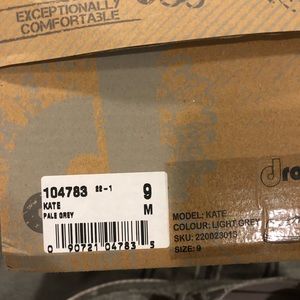 EXCEPTIONALLY
COMFORTABLE
104783 22-1 9
KATE
PALE GREY M
0 90721 04783 5
dro
MODEL: KATE
COLOUR: LIGHT GREY
SKU: 220023015
SIZE: 9